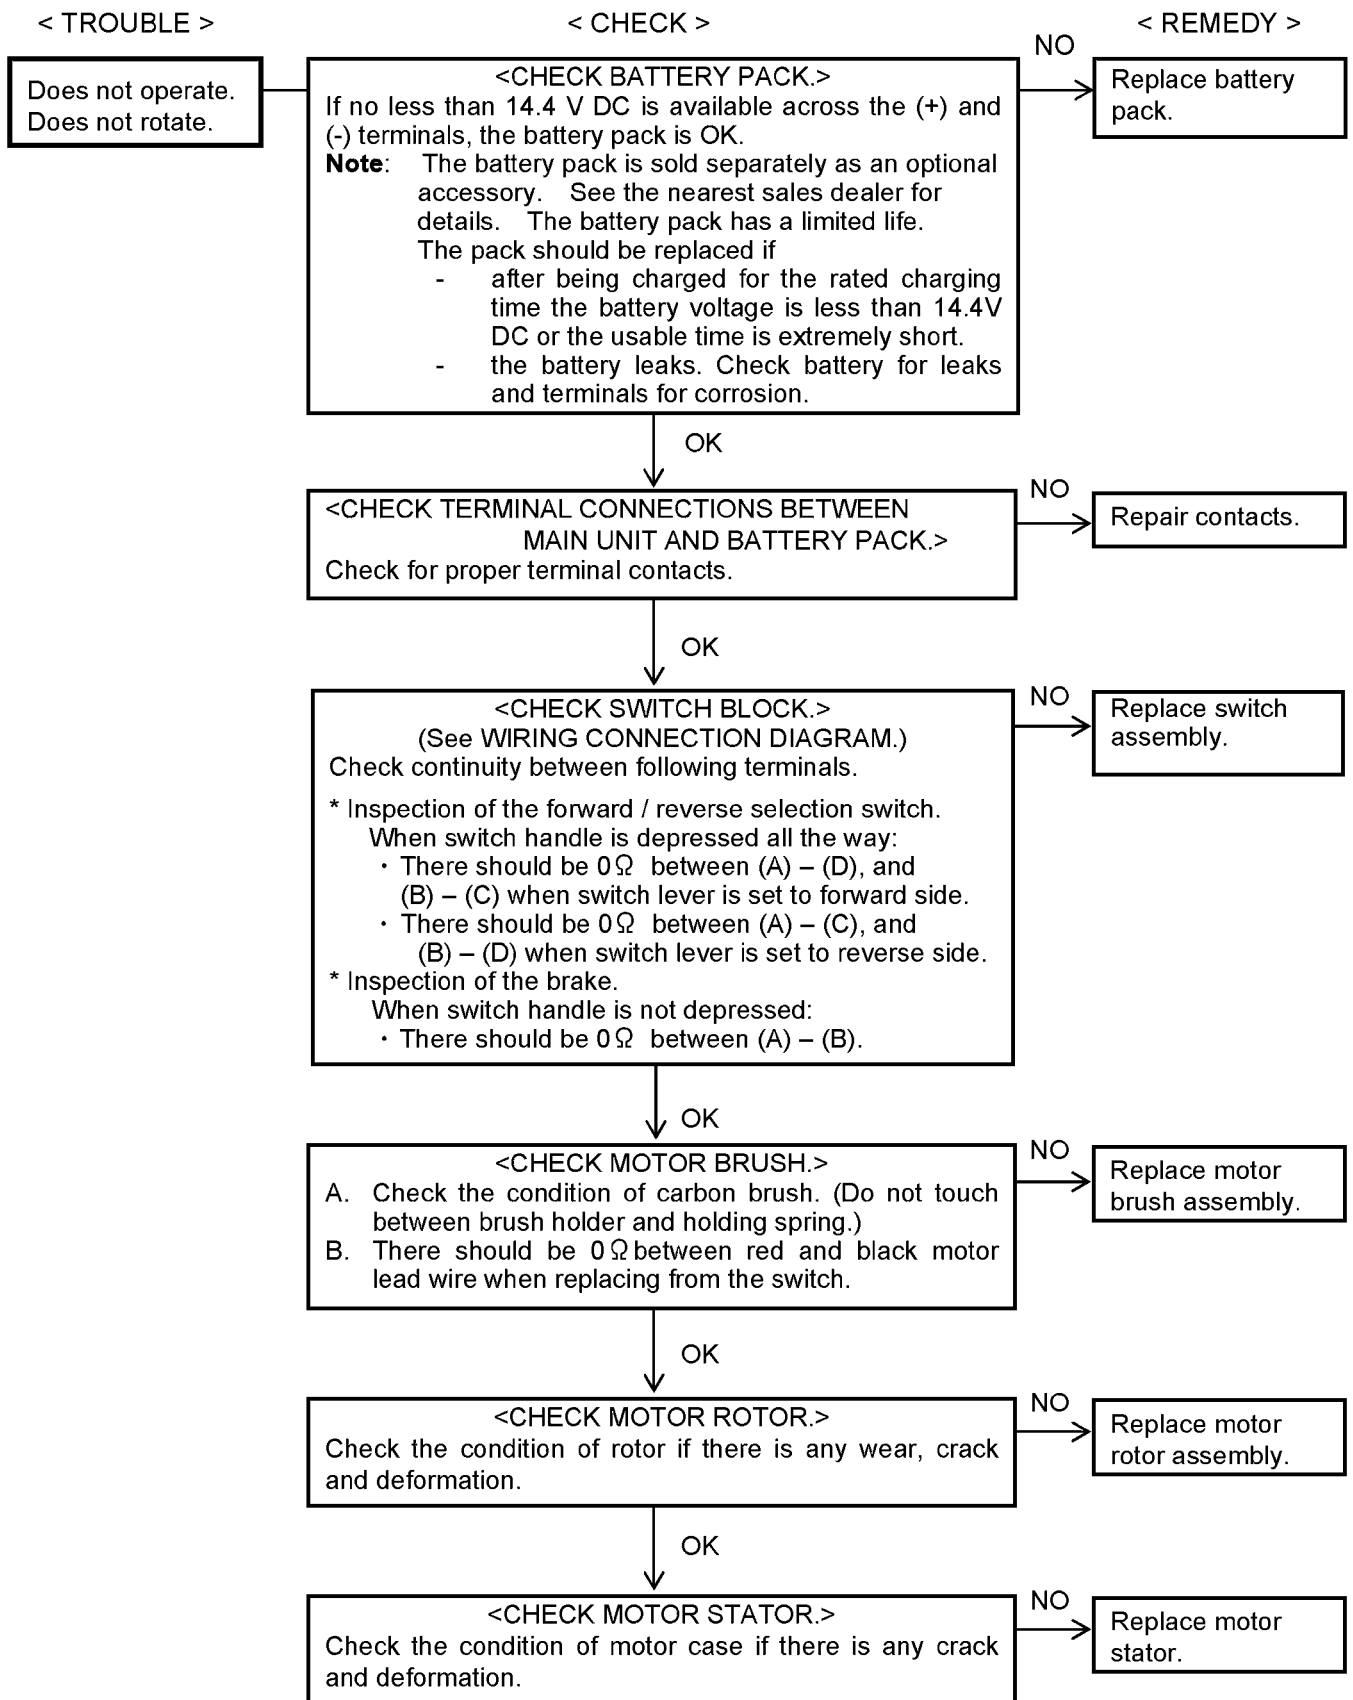 < TROUBLE >
< CHECK >
< REMEDY >
Does not operate.
Does not rotate.
<CHECK BATTERY PACK.>
If no less than 14.4 V DC is available across the (+) and
(-) terminals, the battery pack is OK.
Note: The battery pack is sold separately as an optional
accessory. See the nearest sales dealer for
details. The battery pack has a limited life.
The pack should be replaced if
- after being charged for the rated charging
time the battery voltage is less than 14.4V
DC or the usable time is extremely short.
- the battery leaks. Check battery for leaks
and terminals for corrosion.
NO
Replace battery
pack.
OK
<CHECK TERMINAL CONNECTIONS BETWEEN
MAIN UNIT AND BATTERY PACK.>
Check for proper terminal contacts.
NO
Repair contacts.
OK
<CHECK SWITCH BLOCK.>
(See WIRING CONNECTION DIAGRAM.)
Check continuity between following terminals.
* Inspection of the forward / reverse selection switch.
When switch handle is depressed all the way:
・There should be 0Ω between (A) – (D), and
(B) – (C) when switch lever is set to forward side.
・There should be 0Ω between (A) – (C), and
(B) – (D) when switch lever is set to reverse side.
* Inspection of the brake.
When switch handle is not depressed:
・There should be 0Ω between (A) – (B).
NO
Replace switch
assembly.
OK
<CHECK MOTOR BRUSH.>
A. Check the condition of carbon brush. (Do not touch
between brush holder and holding spring.)
B. There should be 0Ω between red and black motor
lead wire when replacing from the switch.
NO
Replace motor
brush assembly.
OK
<CHECK MOTOR ROTOR.>
Check the condition of rotor if there is any wear, crack
and deformation.
NO
Replace motor
rotor assembly.
OK
<CHECK MOTOR STATOR.>
Check the condition of motor case if there is any crack
and deformation.
NO
Replace motor
stator.